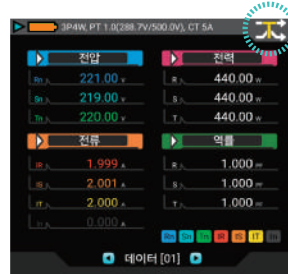 3P4W, PT 1.0(288.7V/500.0V), CT 5A
전압 전력
Rn 221.00 v R 440.00 w
Sn 219.00 v S 440.00 w
Tn 220.00 v T 440.00 w
전류 역률
IR 1.999 A R 1.000 PF
IS 2.001 A S 1.000 PF
IT 2.000 A T 1.000 PF
In 0.000 A
Rn Sn Tn IR IS IT In
데이터 [01]